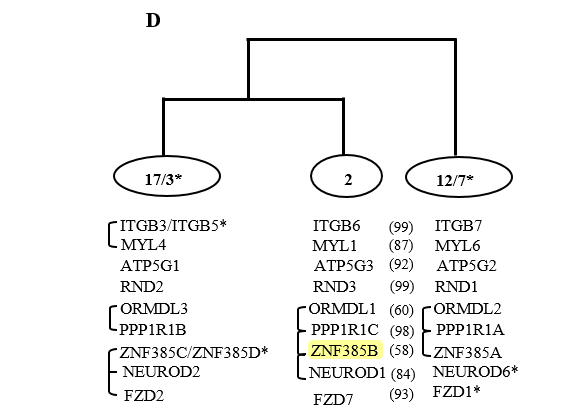 D
17/3* 2 12/7*
ITGB3/ITGB5* ITGB6 (99) ITGB7
MYL4 MYL1 (87) MYL6
ATP5G1 ATP5G3 (92) ATP5G2
RND2 RND3 (99) RND1
ORMDL3 ORMDL1 (60) ORMDL2
PPP1R1B PPP1R1C (98) PPP1R1A
ZNF385C/ZNF385D* ZNF385B (58) ZNF385A
NEUROD2 NEUROD1 (84) NEUROD6*
FZD2 FZD7 (93) FZD1*